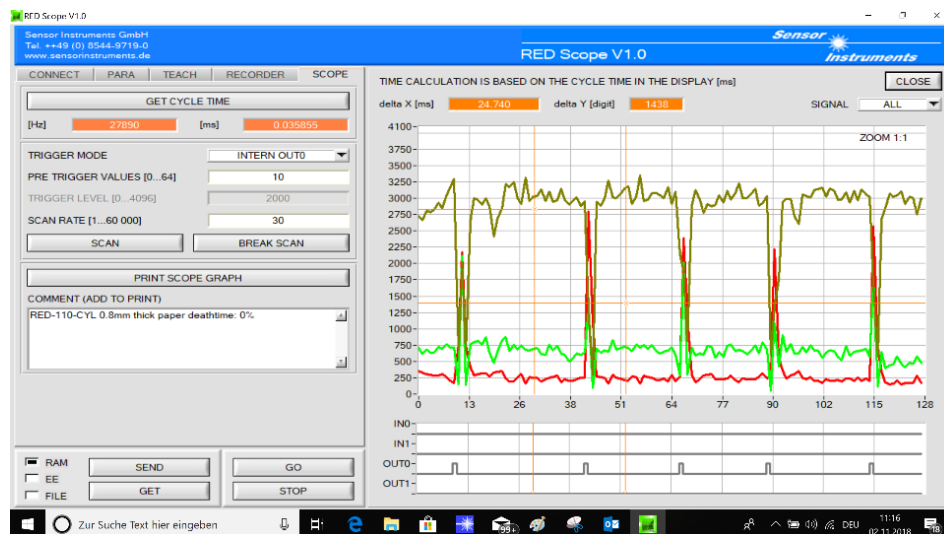 RED Scope V1.0
Sensor Instruments GmbH
Tel. ++49 (0) 8544-9719-0
www.sensorinstruments.de
RED Scope V1.0
Sensor
Instruments
CONNECT PARA TEACH RECORDER SCOPE
GET CYCLE TIME
[Hz] 27890 [ms] 0.035855
TRIGGER MODE INTERN OUT0
PRE TRIGGER VALUES [0...64] 10
TRIGGER LEVEL [0...4096] 2000
SCAN RATE [1...60 000] 30
SCAN BREAK SCAN
PRINT SCOPE GRAPH
COMMENT (ADD TO PRINT)
RED-110-CYL 0.8mm thick paper deathtime: 0%
RAM
EE
FILE
SEND GO
GET STOP
TIME CALCULATION IS BASED ON THE CYCLE TIME IN THE DISPLAY [ms] CLOSE
delta X [ms] 24.740 delta Y [digit] 1438 SIGNAL ALL
ZOOM 1:1
4100
3750
3500
3250
3000
2750
2500
2250
2000
1750
1500
1250
1000
750
500
250
0
0 13 26 38 51 64 77 90 102 115 128
IN0
IN1
OUT0
OUT1
Zur Suche Text hier eingeben
99+
DEU
11:16
02.11.2018
18